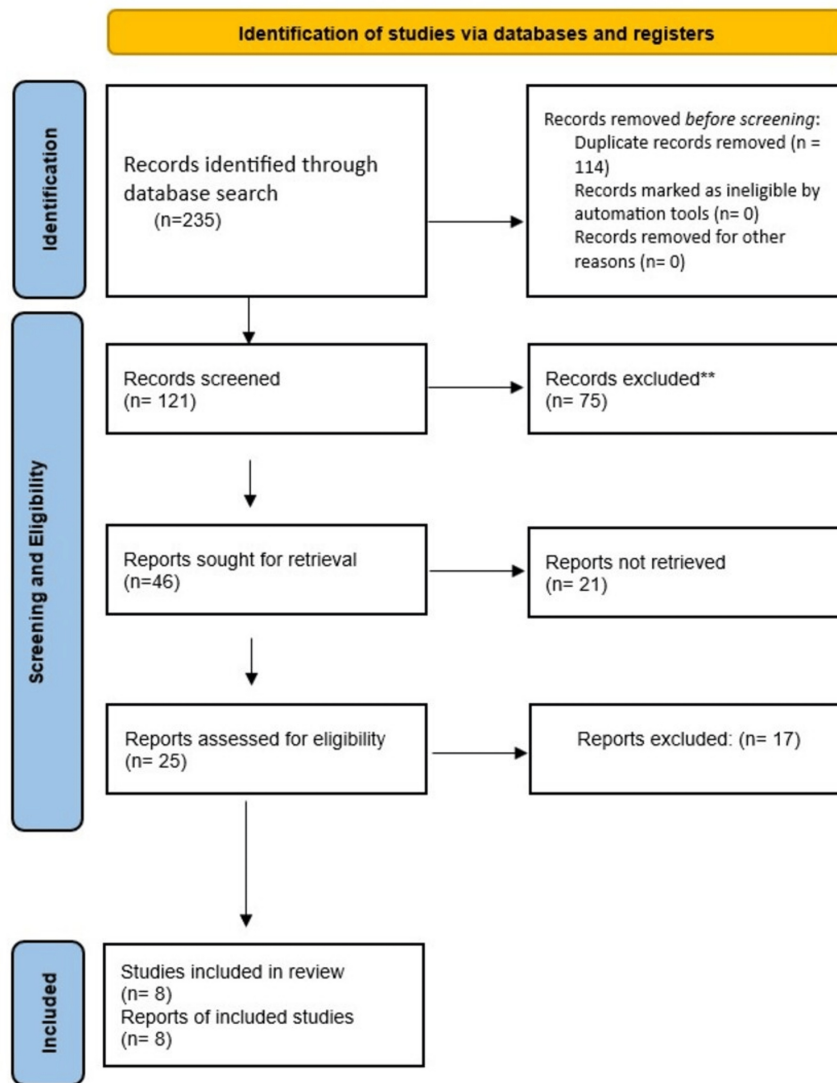 Identification of studies via databases and registers
Identification
Records identified through
database search
(n=235)
Records removed before screening:
Duplicate records removed (n =
114)
Records marked as ineligible by
automation tools (n= 0)
Records removed for other
reasons (n= 0)
Screening and Eligibility
Records screened
(n= 121)
Records excluded**
(n= 75)
Reports sought for retrieval
(n=46)
Reports not retrieved
(n= 21)
Reports assessed for eligibility
(n= 25)
Reports excluded: (n= 17)
Included
Studies included in review
(n= 8)
Reports of included studies
(n= 8)